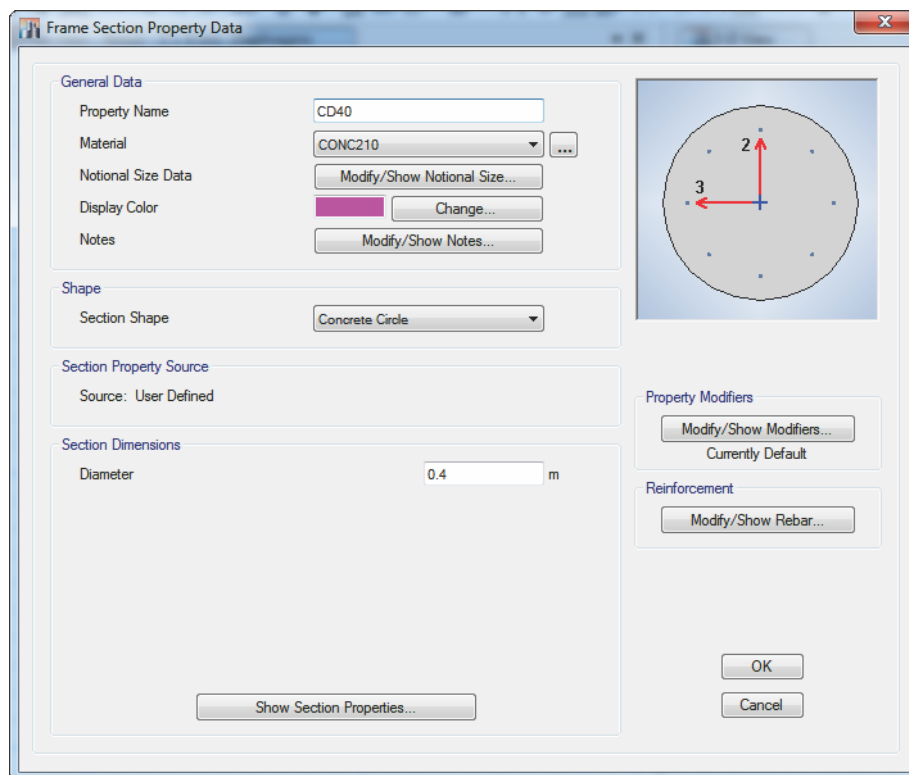 Frame Section Property Data
General Data
Property Name CD40
Material CONC210 ...
Notional Size Data Modify/Show Notional Size...
Display Color Change...
Notes Modify/Show Notes...
2
3
Shape
Section Shape Concrete Circle
Section Property Source
Source: User Defined
Property Modifiers
Modify/Show Modifiers...
Currently Default
Section Dimensions
Diameter 0.4 m
Reinforcement
Modify/Show Rebar...
OK
Show Section Properties...
Cancel